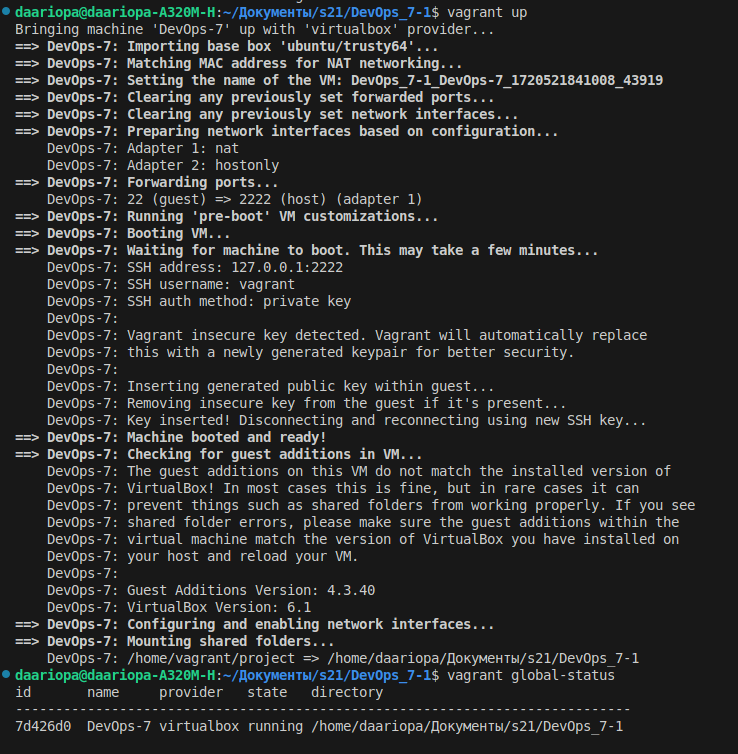 daariopa@daariopa-A320M-H:~/Документы/s21/DevOps_7-1$ vagrant up
Bringing machine 'DevOps-7' up with 'virtualbox' provider...
==> DevOps-7: Importing base box 'ubuntu/trusty64'...
==> DevOps-7: Matching MAC address for NAT networking...
==> DevOps-7: Setting the name of the VM: DevOps_7-1_DevOps-7_1720521841008_43919
==> DevOps-7: Clearing any previously set forwarded ports...
==> DevOps-7: Clearing any previously set network interfaces...
==> DevOps-7: Preparing network interfaces based on configuration...
    DevOps-7: Adapter 1: nat
    DevOps-7: Adapter 2: hostonly
==> DevOps-7: Forwarding ports...
    DevOps-7: 22 (guest) => 2222 (host) (adapter 1)
==> DevOps-7: Running 'pre-boot' VM customizations...
==> DevOps-7: Booting VM...
==> DevOps-7: Waiting for machine to boot. This may take a few minutes...
    DevOps-7: SSH address: 127.0.0.1:2222
    DevOps-7: SSH username: vagrant
    DevOps-7: SSH auth method: private key
    DevOps-7:
    DevOps-7: Vagrant insecure key detected. Vagrant will automatically replace
    DevOps-7: this with a newly generated keypair for better security.
    DevOps-7:
    DevOps-7: Inserting generated public key within guest...
    DevOps-7: Removing insecure key from the guest if it's present...
    DevOps-7: Key inserted! Disconnecting and reconnecting using new SSH key...
==> DevOps-7: Machine booted and ready!
==> DevOps-7: Checking for guest additions in VM...
    DevOps-7: The guest additions on this VM do not match the installed version of
    DevOps-7: VirtualBox! In most cases this is fine, but in rare cases it can
    DevOps-7: prevent things such as shared folders from working properly. If you see
    DevOps-7: shared folder errors, please make sure the guest additions within the
    DevOps-7: virtual machine match the version of VirtualBox you have installed on
    DevOps-7: your host and reload your VM.
    DevOps-7:
    DevOps-7: Guest Additions Version: 4.3.40
    DevOps-7: VirtualBox Version: 6.1
==> DevOps-7: Configuring and enabling network interfaces...
==> DevOps-7: Mounting shared folders...
    DevOps-7: /home/vagrant/project => /home/daariopa/Документы/s21/DevOps_7-1
daariopa@daariopa-A320M-H:~/Документы/s21/DevOps_7-1$ vagrant global-status
id       name     provider   state   directory
-----------------------------------------------------------------------------
7d426d0  DevOps-7 virtualbox running /home/daariopa/Документы/s21/DevOps_7-1